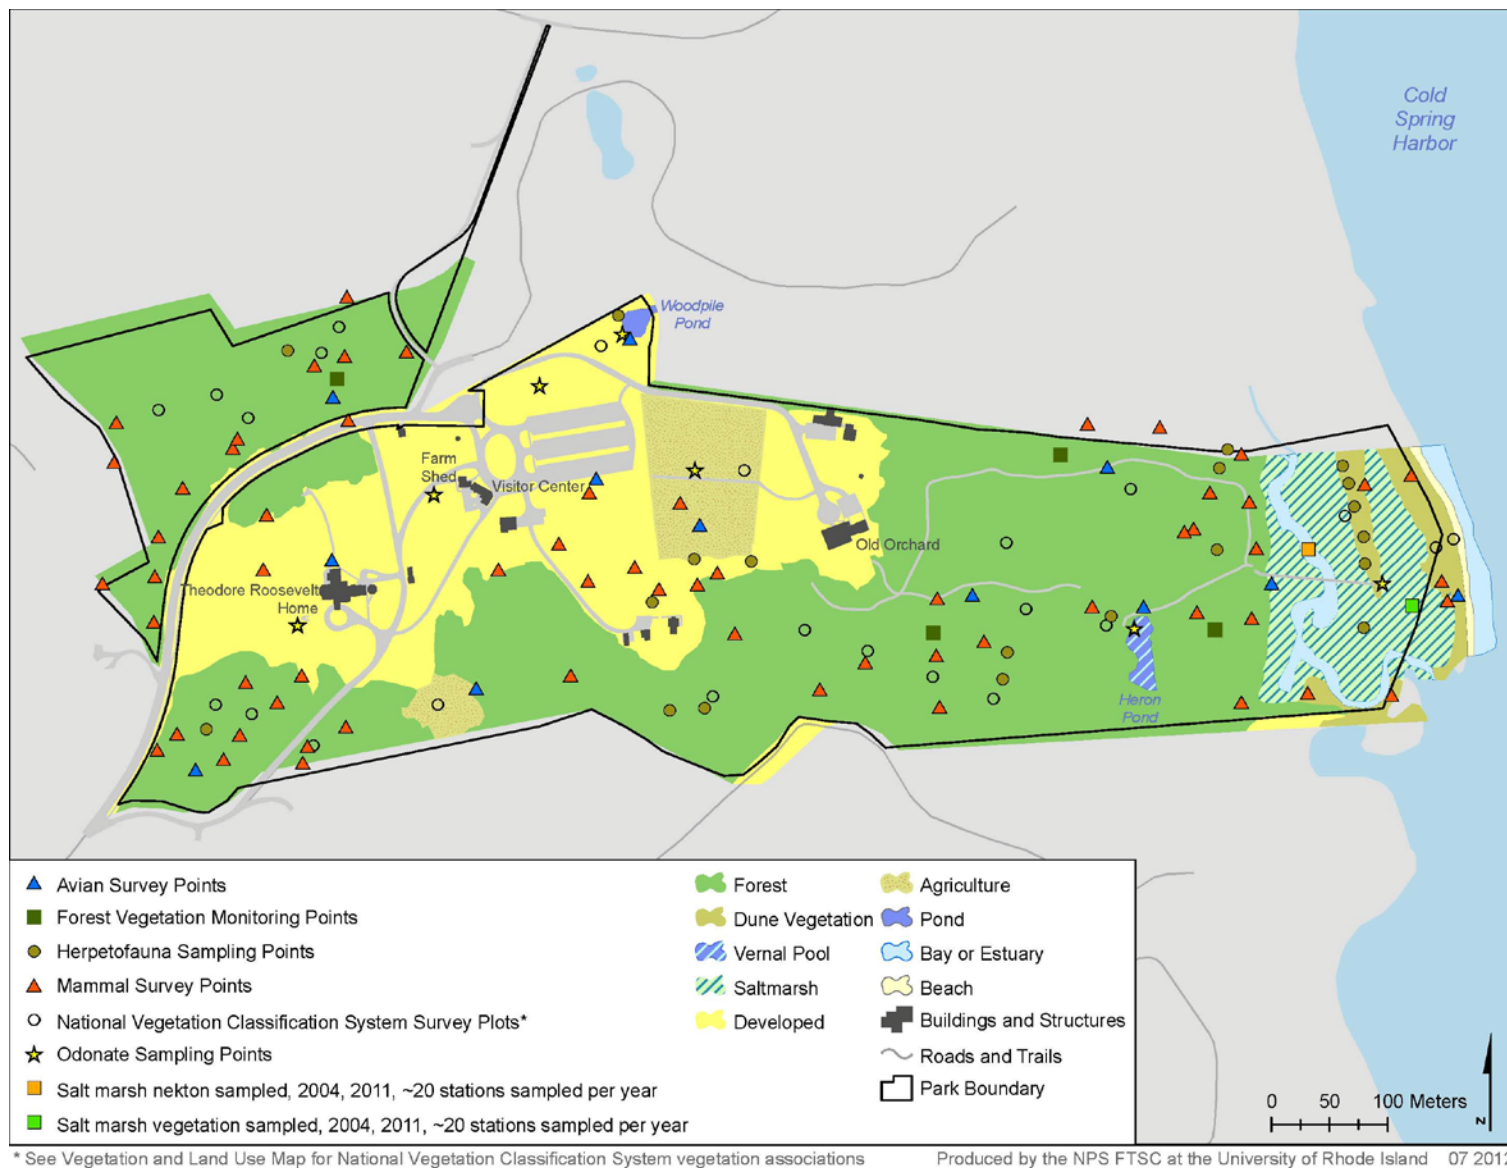 Cold
Spring
Harbor
Woodpile
Pond
Farm
Shed
Visitor Center
Old Orchard
Theodore Roosevelt
Home
Heron
Pond
Avian Survey Points
Forest Vegetation Monitoring Points
Herpetofauna Sampling Points
Mammal Survey Points
National Vegetation Classification System Survey Plots*
Odonate Sampling Points
Salt marsh nekton sampled, 2004, 2011, ~20 stations sampled per year
Salt marsh vegetation sampled, 2004, 2011, ~20 stations sampled per year
Forest
Dune Vegetation
Vernal Pool
Saltmarsh
Developed
Agriculture
Pond
Bay or Estuary
Beach
Buildings and Structures
Roads and Trails
Park Boundary
0 50 100 Meters
N
* See Vegetation and Land Use Map for National Vegetation Classification System vegetation associations
Produced by the NPS FTSC at the University of Rhode Island 07 2012